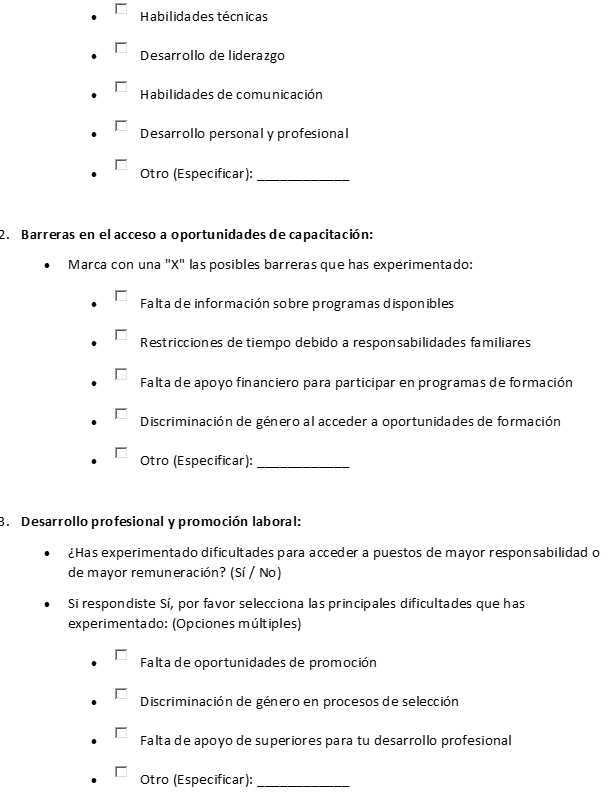 • Habilidades técnicas
• Desarrollo de liderazgo
• Habilidades de comunicación
• Desarrollo personal y profesional
• Otro (Especificar): ____________
2. Barreras en el acceso a oportunidades de capacitación:
• Marca con una "X" las posibles barreras que has experimentado:
• Falta de información sobre programas disponibles
• Restricciones de tiempo debido a responsabilidades familiares
• Falta de apoyo financiero para participar en programas de formación
• Discriminación de género al acceder a oportunidades de formación
• Otro (Especificar): ____________
3. Desarrollo profesional y promoción laboral:
• ¿Has experimentado dificultades para acceder a puestos de mayor responsabilidad o
de mayor remuneración? (Sí / No)
• Si respondiste Sí, por favor selecciona las principales dificultades que has
experimentado: (Opciones múltiples)
• Falta de oportunidades de promoción
• Discriminación de género en procesos de selección
• Falta de apoyo de superiores para tu desarrollo profesional
• Otro (Especificar): ____________